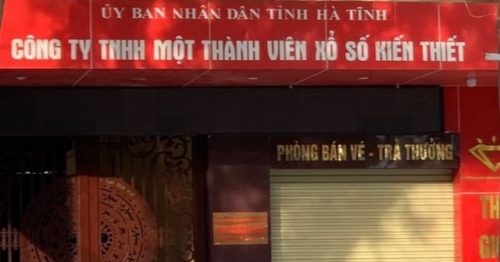 ỦY BAN NHÂN DÂN TỈNH HÀ TĨNH
CÔNG TY TNHH MỘT THÀNH VIÊN XỔ SỐ KIẾN THIẾT
PHÒNG BÁN VÉ - TRẢ THƯỞNG
TH